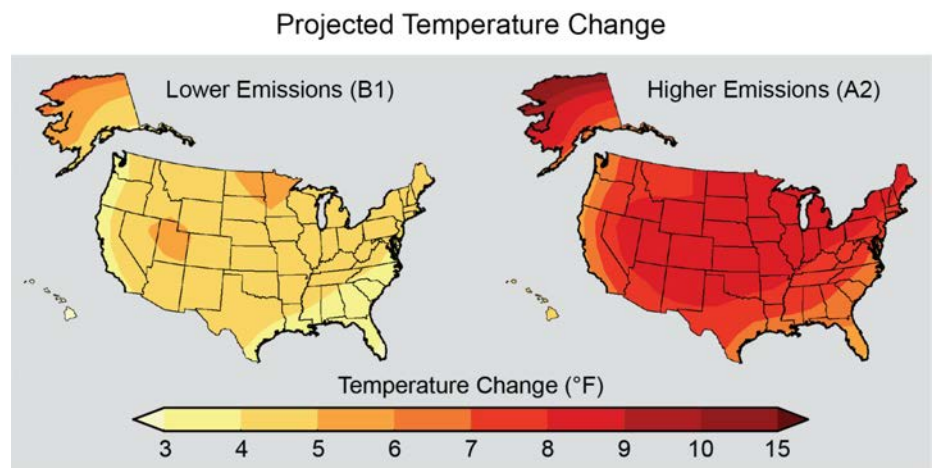 Projected Temperature Change
Lower Emissions (B1)
Higher Emissions (A2)
Temperature Change (°F)
3 4 5 6 7 8 9 10 15